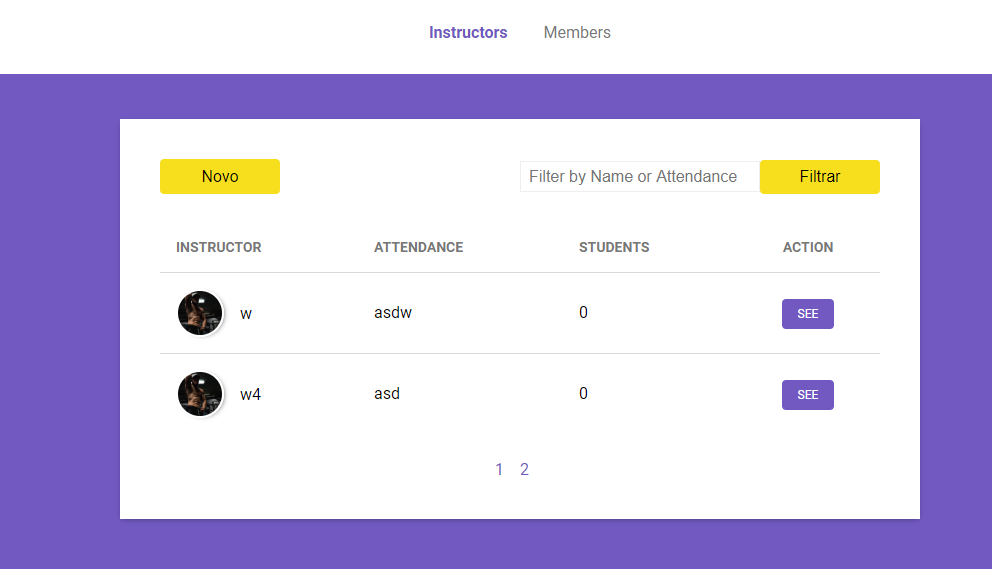 Instructors Members
Novo Filter by Name or Attendance Filtrar
INSTRUCTOR ATTENDANCE STUDENTS ACTION
w asdw 0 SEE
w4 asd 0 SEE
1 2